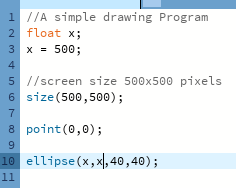 1 //A simple drawing Program
2 float x;
3 x = 500;
4
5 //screen size 500x500 pixels
6 size(500,500);
7
8 point(0,0);
9
10 ellipse(x,x,40,40);
11